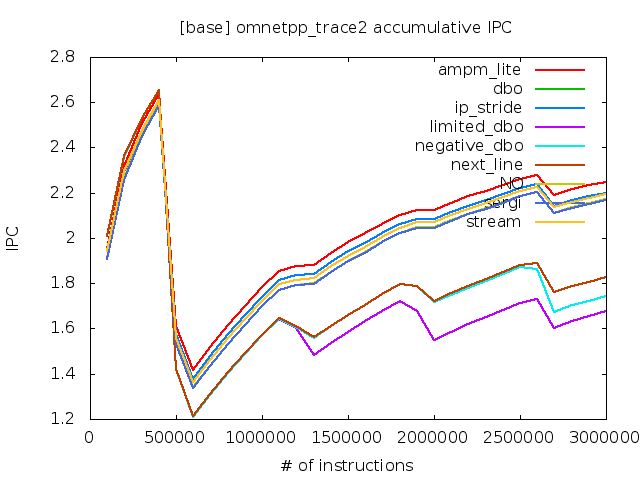 [base] omnetpp_trace2 accumulative IPC
2.8
2.6
2.4
2.2
2
1.8
1.6
1.4
1.2
IPC
ampm_lite
dbo
ip_stride
limited_dbo
negative_dbo
next_line
NO
sergi
stream
0 500000 1000000 1500000 2000000 2500000 3000000
# of instructions